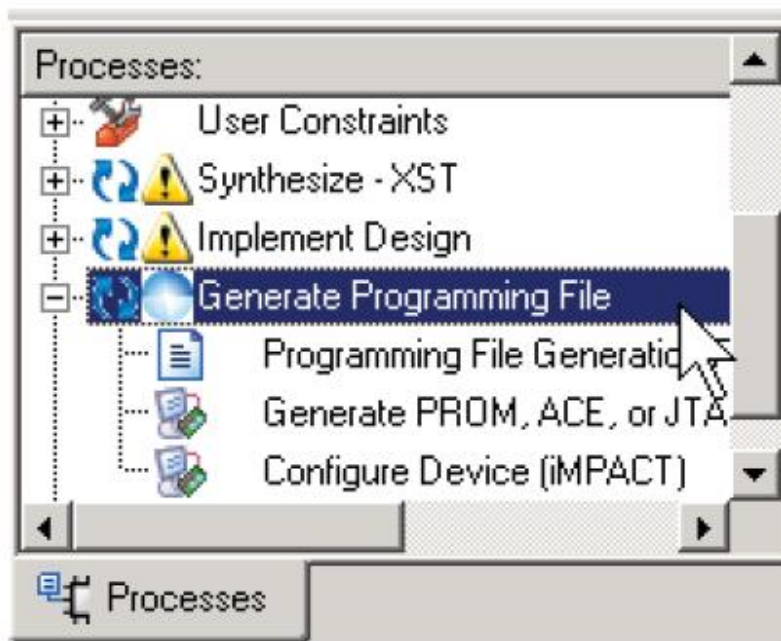 Processes:
User Constraints
Synthesize - XST
Implement Design
Generate Programming File
Programming File
Generate PROM, ACE, or JTA
Configure Device (iMPACT)
Processes